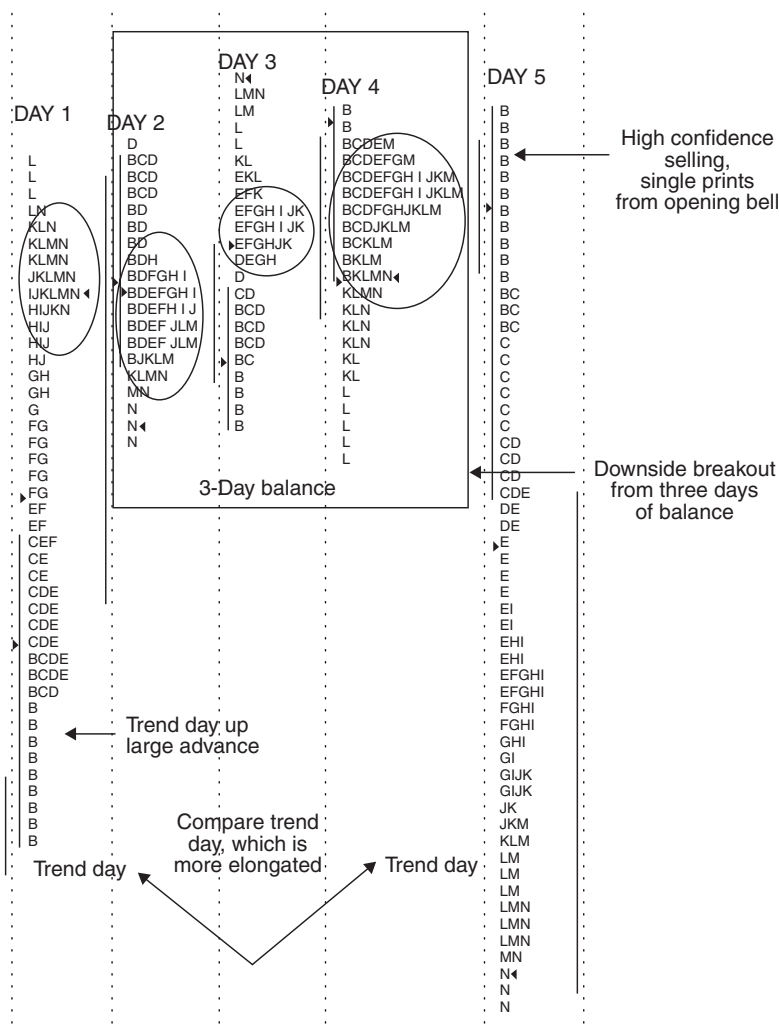 DAY 1
L
L
L
LN
KLN
KLMN
KLMN
JKLMN
IJKLMN
HIJKN
HIJ
HIJ
HJ
GH
GH
G
FG
FG
FG
FG
FG
EF
EF
CEF
CE
CE
CDE
CDE
CDE
CDE
BCDE
BCDE
BCD
B
B
B
B
B
B
B
B
B
Trend day up
large advance
Trend day
DAY 2
D
BCD
BCD
BCD
BD
BD
BD
BDH
BDFGH I
BDEFGH I
BDEFH I J
BDEF JLM
BDEF JLM
BJKLM
KLMN
MN
N
N
N
DAY 3
N
LMN
LM
L
L
KL
EKL
EFK
EFGH I JK
EFGH I JK
EFGHJK
DEGH
D
CD
BCD
BCD
BCD
BC
B
B
B
B
DAY 4
B
B
BCDEM
BCDEFGM
BCDEFGH I JKM
BCDEFGH I JKLM
BCDFGHJKLM
BCDJKLM
BCKLM
BKLM
BKLMN
KLMN
KLN
KLN
KLN
KL
KL
L
L
L
L
L
3-Day balance
Compare trend
day, which is
more elongated
Trend day
DAY 5
B
B
B
B
B
B
B
B
B
B
B
BC
BC
BC
C
C
C
C
C
C
CD
CD
CD
CDE
DE
DE
E
E
E
E
EI
EI
EHI
EHI
EFGHI
EFGHI
FGHI
FGHI
GHI
GI
GIJK
GIJK
JK
JKM
KLM
LM
LM
LM
LMN
LMN
LMN
MN
N
N
N
High confidence
selling,
single prints
from opening bell
Downside breakout
from three days
of balance